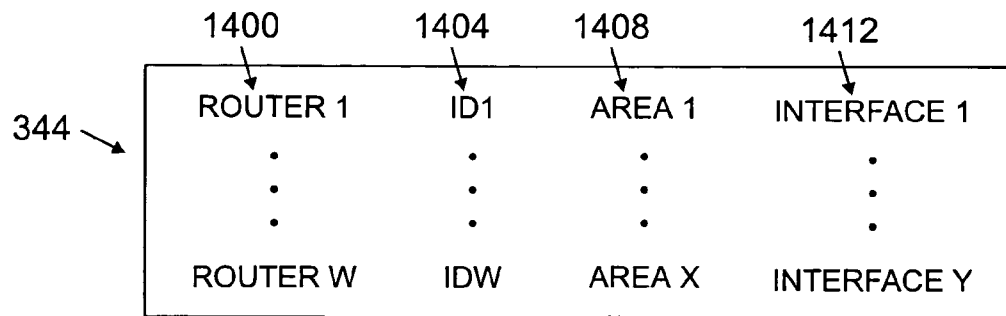 1400 1404 1408 1412
ROUTER 1 ID1 AREA 1 INTERFACE 1
344
ROUTER W IDW AREA X INTERFACE Y